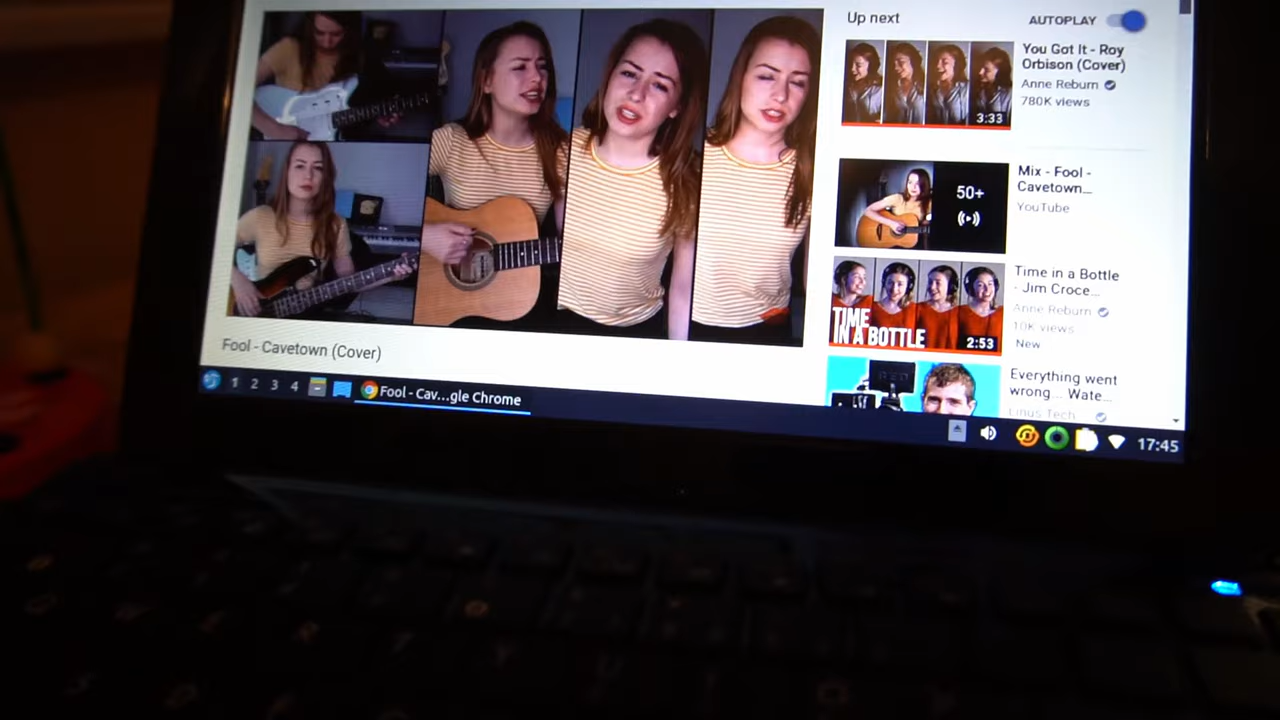 Up next
AUTOPLAY
You Got It - Roy
Orbison (Cover)
Anne Reburn
780K views
3:33
Mix - Fool -
Cavetown...
YouTube
50+
Time in a Bottle
- Jim Croce...
Anne Reburn
10K views
New
TIME
IN A BOTTLE
2:53
Everything went
wrong... Wate...
Linus Tech
Fool - Cavetown (Cover)
1 2 3 4
Fool - Cav...gle Chrome
17:45